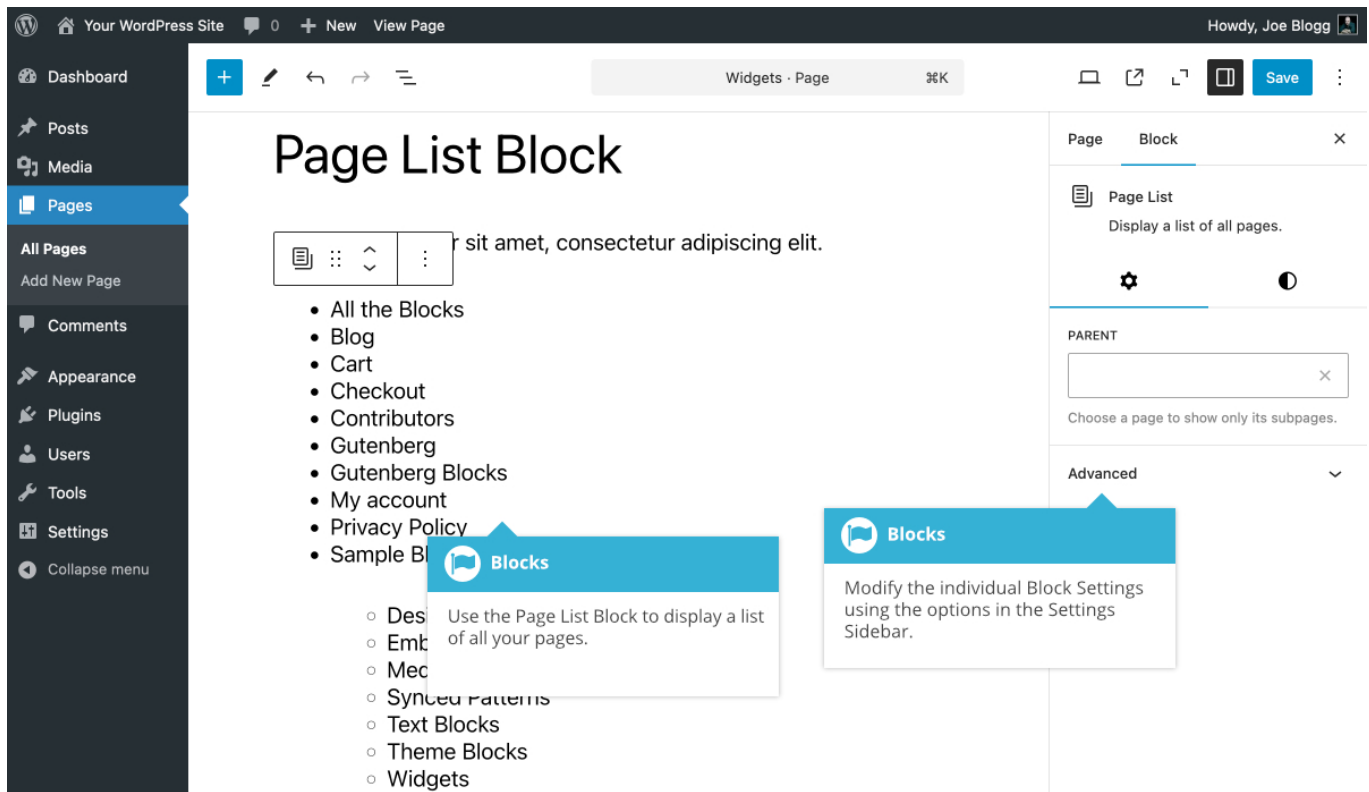 Your WordPress Site 0 New View Page Howdy, Joe Blogg
Dashboard
Posts
Media
Pages
All Pages
Add New Page
Comments
Appearance
Plugins
Users
Tools
Settings
Collapse menu
Widgets · Page ⌘K
Save
Page List Block
r sit amet, consectetur adipiscing elit.
• All the Blocks
• Blog
• Cart
• Checkout
• Contributors
• Gutenberg
• Gutenberg Blocks
• My account
• Privacy Policy
• Sample Bl
◦ Desi
◦ Emb
◦ Med
◦ Synced Patterns
◦ Text Blocks
◦ Theme Blocks
◦ Widgets
Blocks
Use the Page List Block to display a list
of all your pages.
Page Block
Page List
Display a list of all pages.
PARENT
Choose a page to show only its subpages.
Advanced
Blocks
Modify the individual Block Settings
using the options in the Settings
Sidebar.